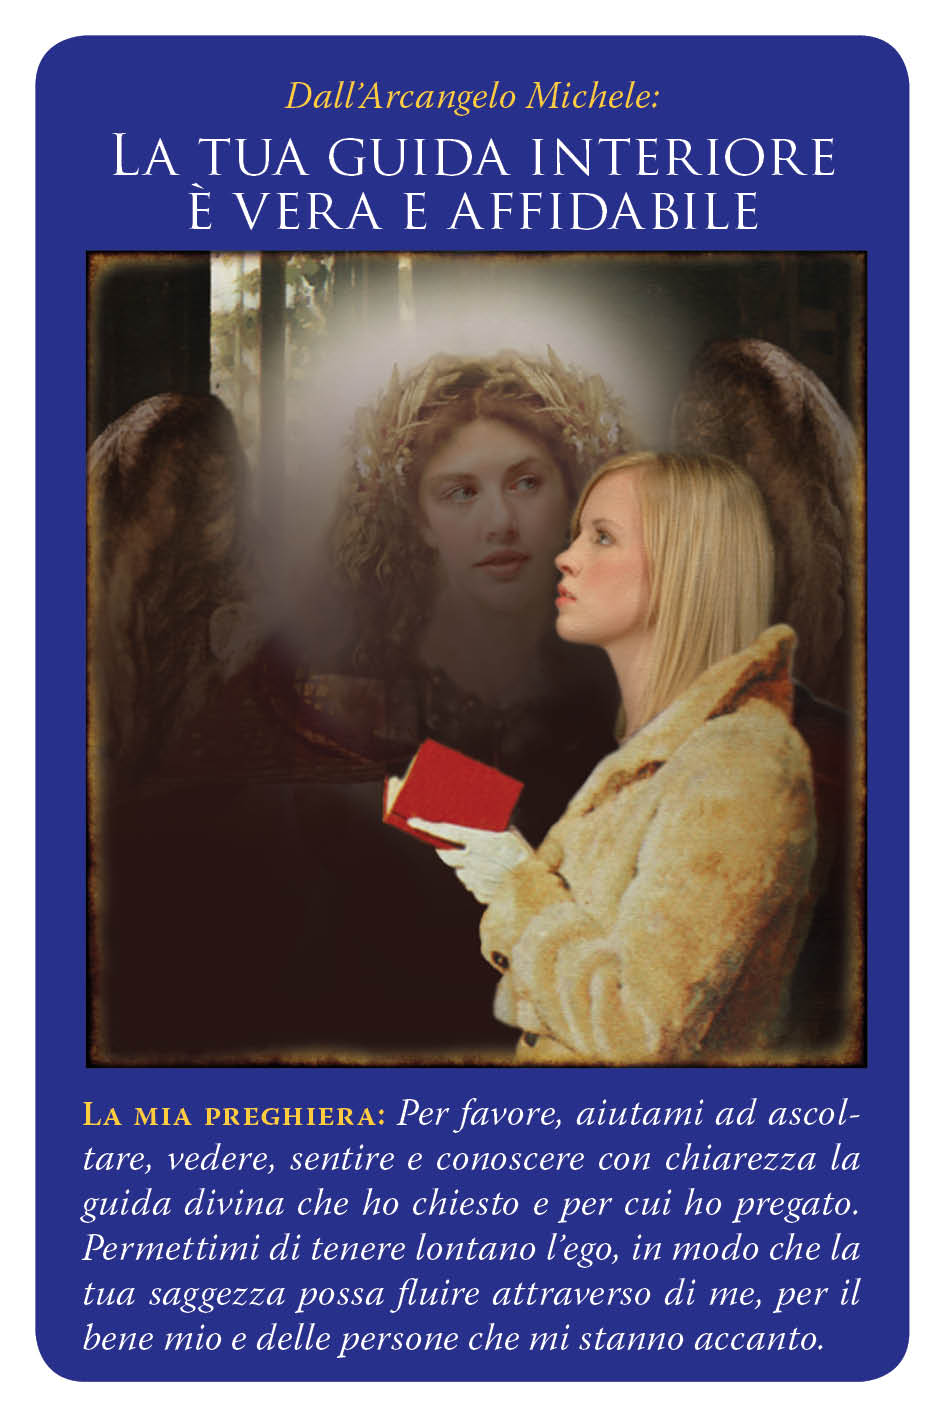 Dall'Arcangelo Michele:
La tua guida interiore
è vera e affidabile
La mia preghiera: Per favore, aiutami ad ascol-
tare, vedere, sentire e conoscere con chiarezza la
guida divina che ho chiesto e per cui ho pregato.
Permettimi di tenere lontano l'ego, in modo che la
tua saggezza possa fluire attraverso di me, per il
bene mio e delle persone che mi stanno accanto.